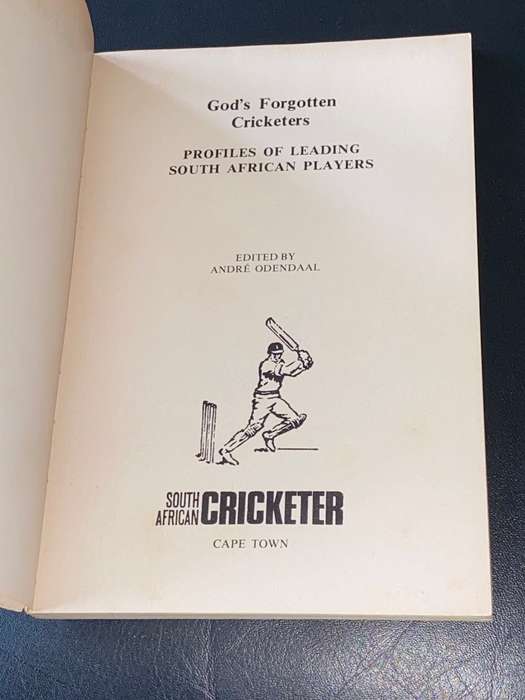 God's Forgotten
Cricketers
PROFILES OF LEADING
SOUTH AFRICAN PLAYERS
EDITED BY
ANDRÉ ODENDAAL
SOUTH
AFRICAN CRICKETER
CAPE TOWN